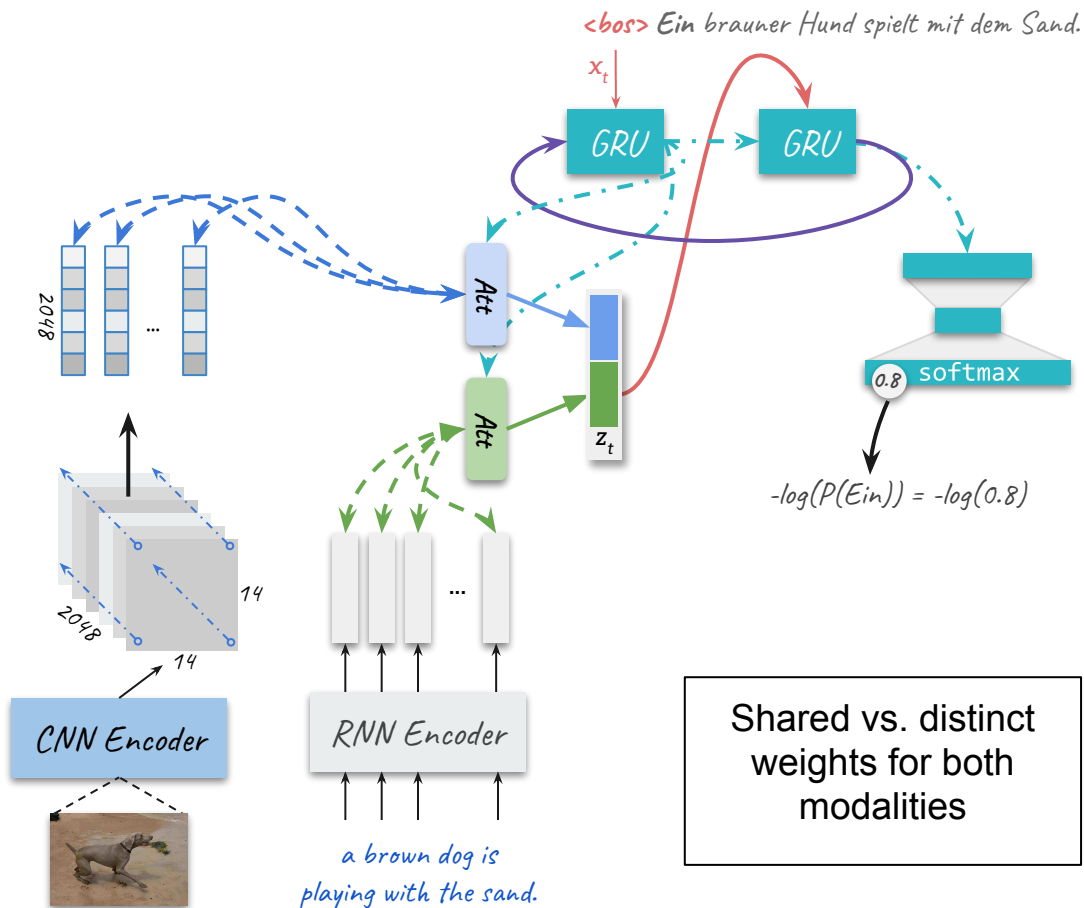 <bos> Ein brauner Hund spielt mit dem Sand.
x_t
GRU
GRU
2048
...
Att
Att
z_t
softmax
0.8
-log(P(Ein)) = -log(0.8)
14
2048
14
...
CNN Encoder
RNN Encoder
a brown dog is
playing with the sand.
Shared vs. distinct
weights for both
modalities